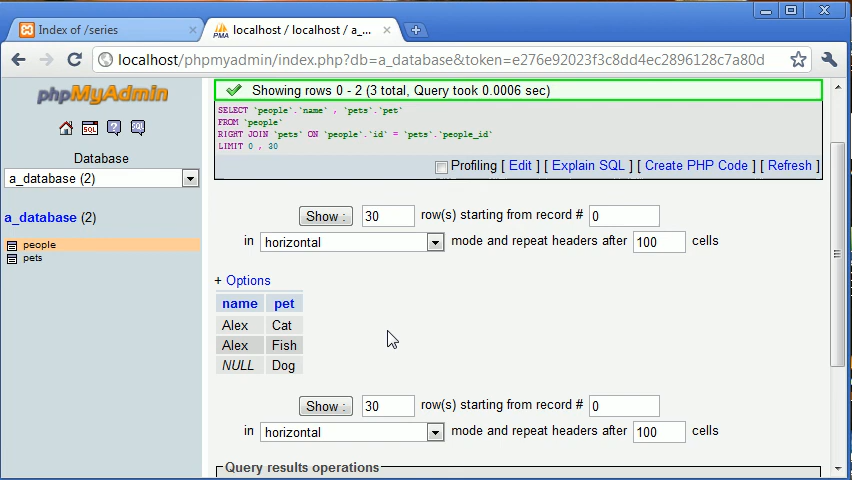 Index of /series
localhost / localhost / a_...
localhost/phpmyadmin/index.php?db=a_database&token=e276e92023f3c8dd4ec2896128c7a80d
phpMyAdmin
SQL
Database
a_database (2)
a_database (2)
people
pets
Showing rows 0 - 2 (3 total, Query took 0.0006 sec)
SELECT `people`.`name` , `pets`.`pet`
FROM `people`
RIGHT JOIN `pets` ON `people`.`id` = `pets`.`people_id`
LIMIT 0 , 30
Profiling [ Edit ] [ Explain SQL ] [ Create PHP Code ] [ Refresh ]
Show : 30 row(s) starting from record # 0
in horizontal mode and repeat headers after 100 cells
+ Options
name pet
Alex Cat
Alex Fish
NULL Dog
Show : 30 row(s) starting from record # 0
in horizontal mode and repeat headers after 100 cells
Query results operations